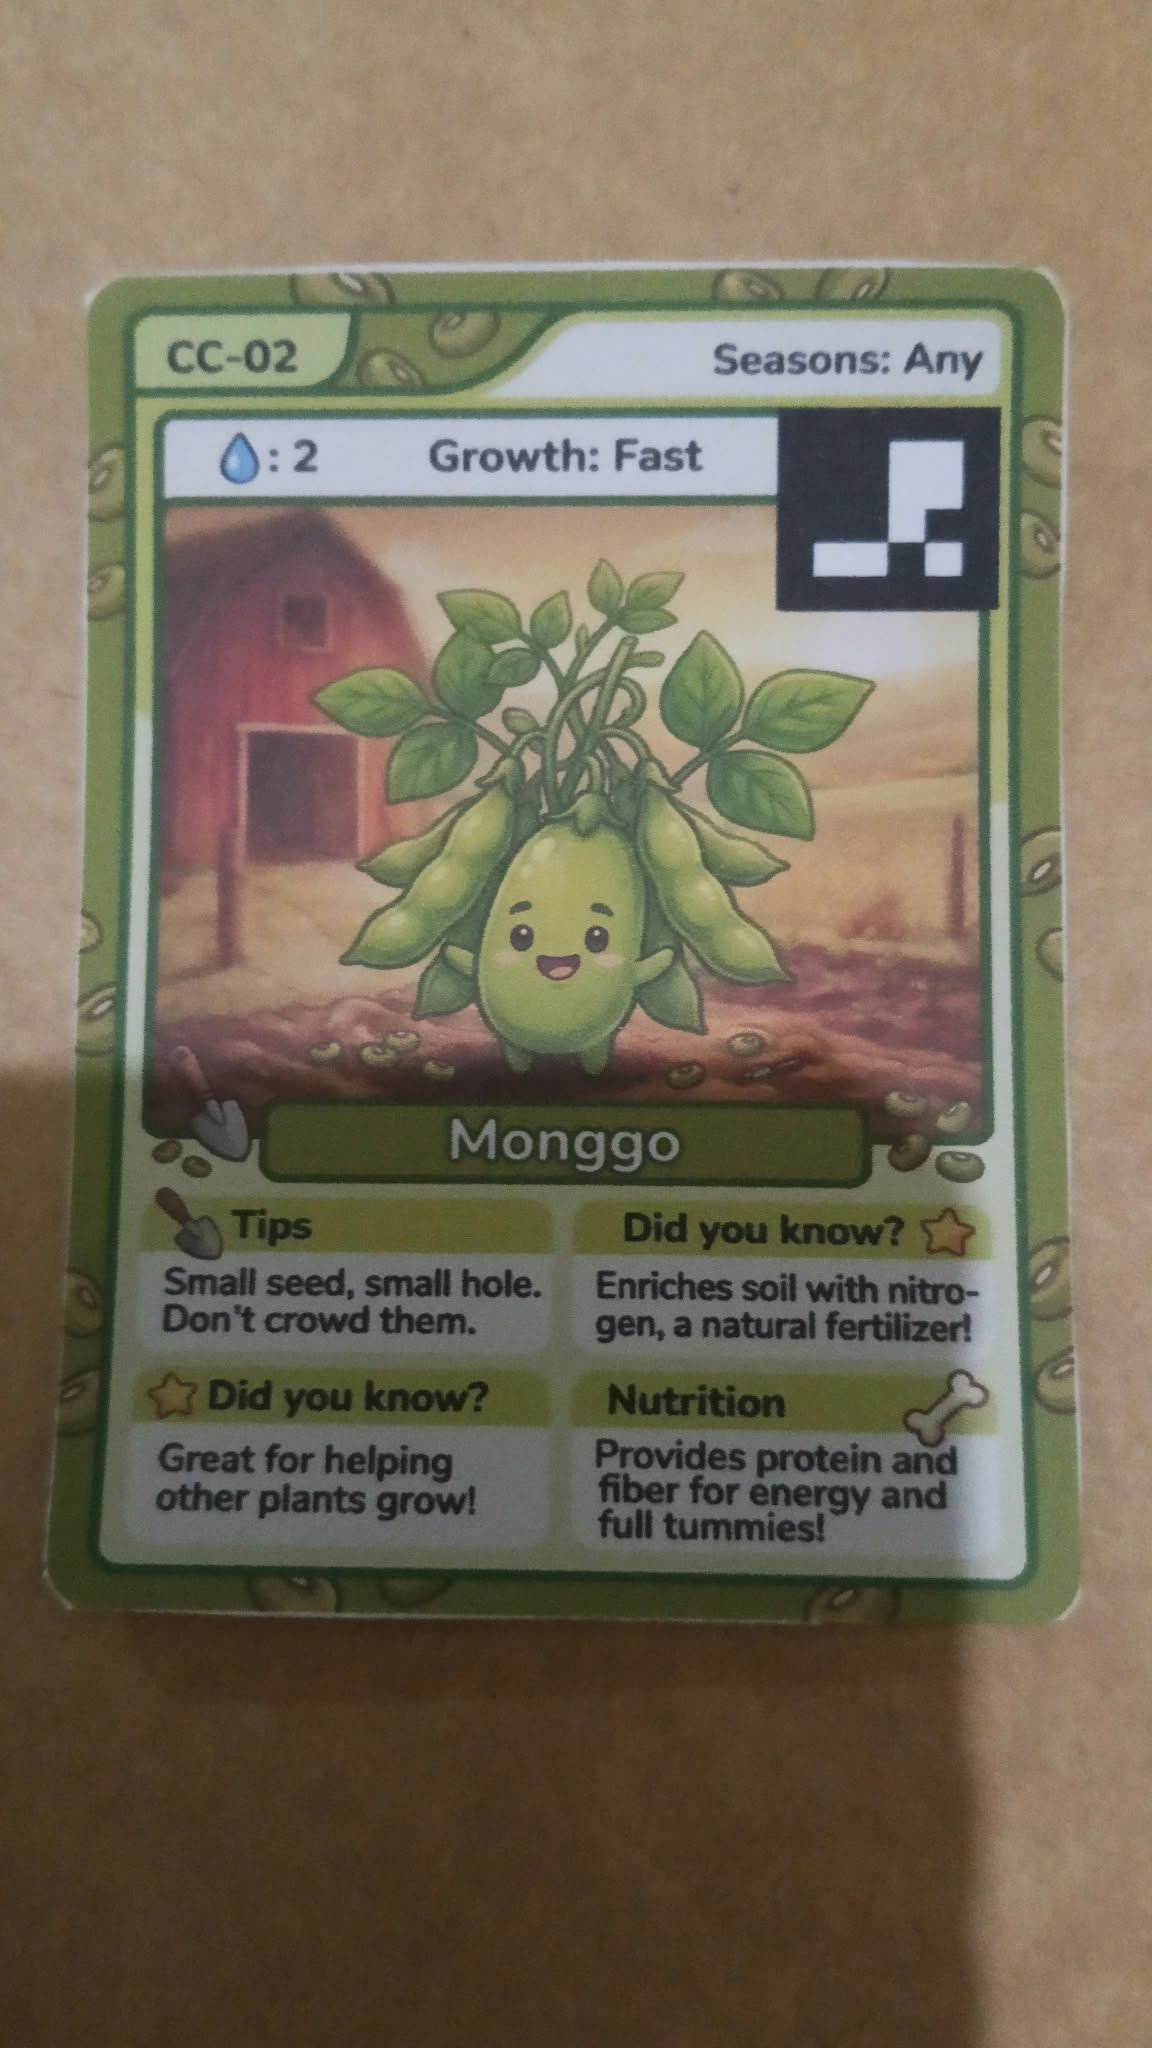 CC-02
Seasons: Any
: 2
Growth: Fast
Monggo
Tips
Small seed, small hole.
Don't crowd them.
Did you know?
Enriches soil with nitro-
gen, a natural fertilizer!
Did you know?
Great for helping
other plants grow!
Nutrition
Provides protein and
fiber for energy and
full tummies!